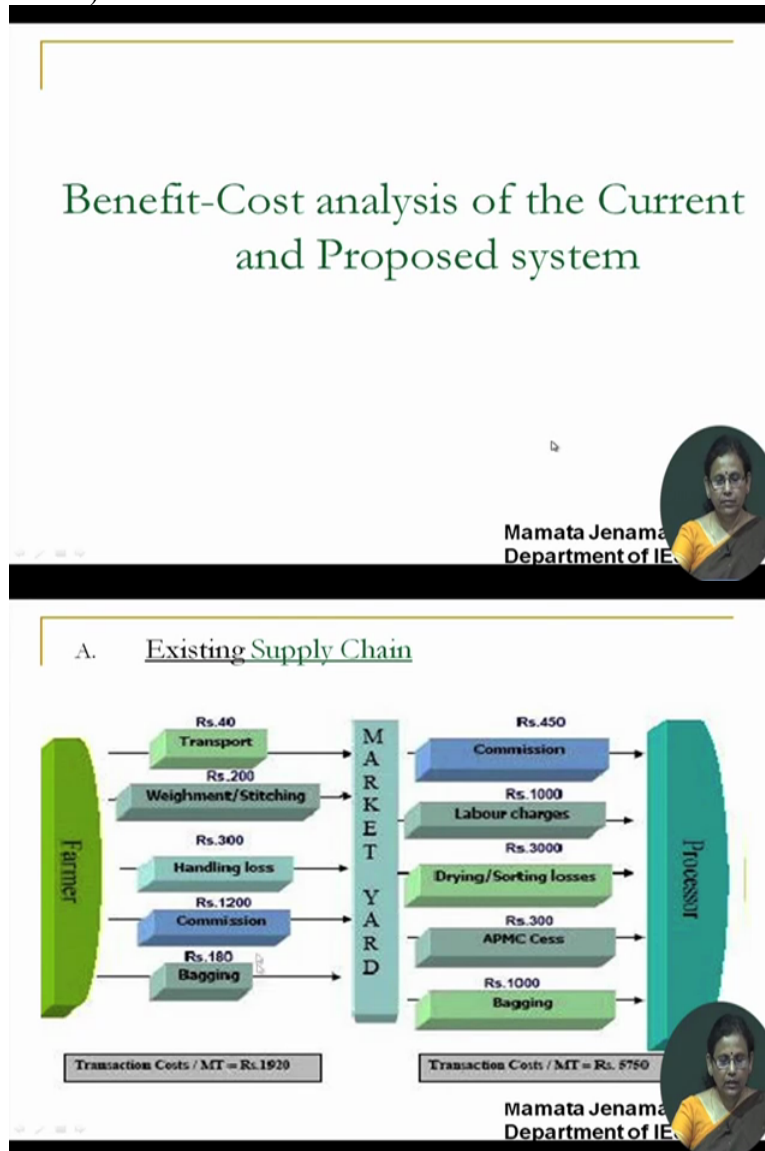 Benefit-Cost analysis of the Current
and Proposed system
Mamata Jenama
Department of IE
A. Existing Supply Chain
Farmer
Rs.40
Transport
Rs.200
Weighment/Stitching
Rs.300
Handling loss
Rs.1200
Commission
Rs.180
Bagging
MARKET YARD
Rs.450
Commission
Rs.1000
Labour charges
Rs.3000
Drying/Sorting losses
Rs.300
APMC Cess
Rs.1000
Bagging
Processor
Transaction Costs / MT = Rs.1920
Transaction Costs / MT = Rs. 5750
Mamata Jenama
Department of IE